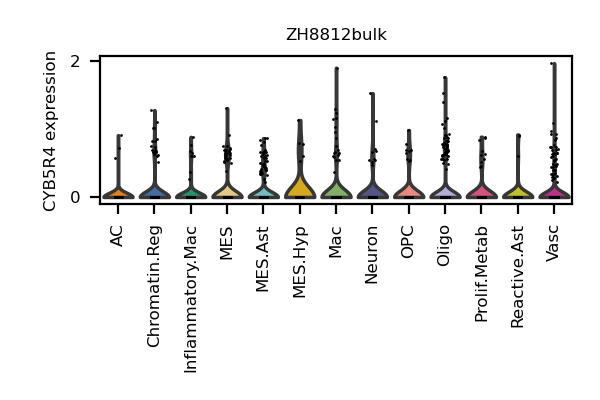 ZH8812bulk
CYB5R4 expression
2
0
AC
Chromatin.Reg
Inflammatory.Mac
MES
MES.Ast
MES.Hyp
Mac
Neuron
OPC
Oligo
Prolif.Metab
Reactive.Ast
Vasc